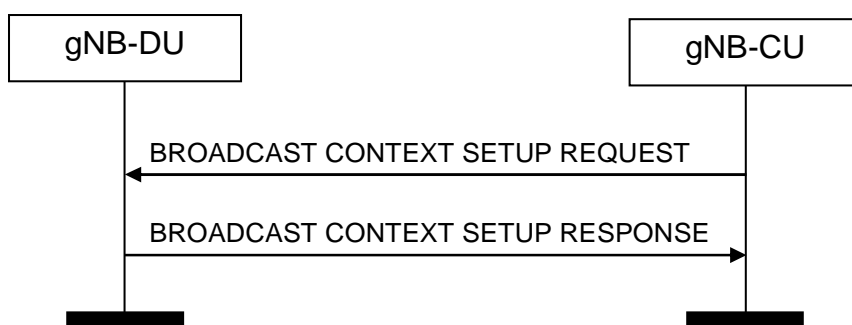 gNB-DU
gNB-CU
BROADCAST CONTEXT SETUP REQUEST
BROADCAST CONTEXT SETUP RESPONSE